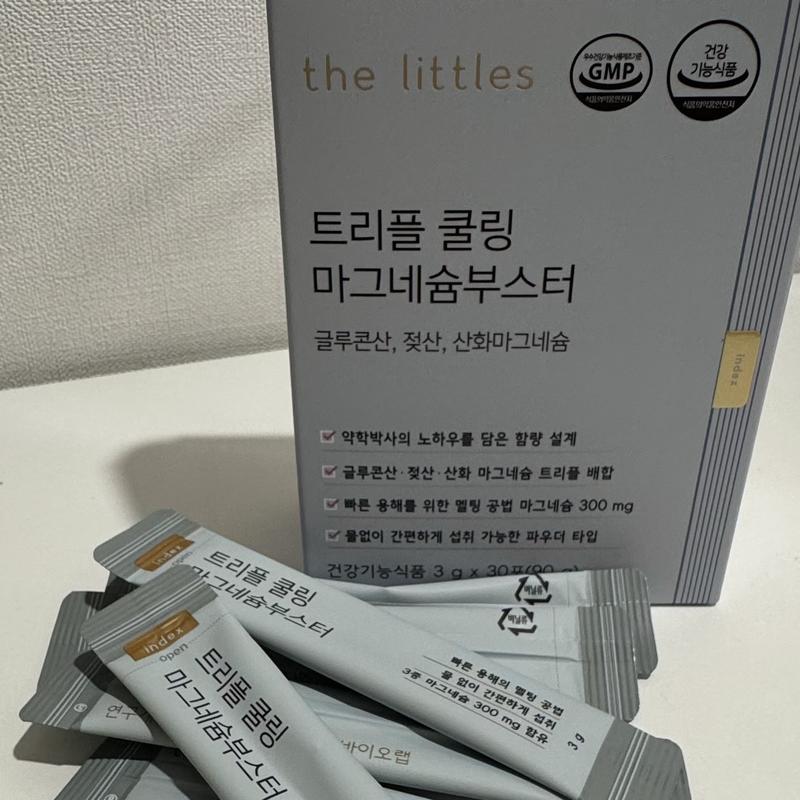 the littles
우수건강기능식품제조기준
GMP
식품의약품안전처
건강
기능식품
식품의약품안전처
트리플 쿨링
마그네슘부스터
글루콘산, 젖산, 산화마그네슘
index
약학박사의 노하우를 담은 함량 설계
글루콘산·젖산·산화 마그네슘 트리플 배합
빠른 용해를 위한 멜팅 공법 마그네슘 300 mg
물없이 간편하게 섭취 가능한 파우더 타입
건강기능식품 3 g x 30포(90 g)
index
open
트리플 쿨링
마그네슘부스터
빠른 용해의 멜팅 공법
물 없이 간편하게 섭취
3종 마그네슘 300 mg 함유
3 g
비닐류
비닐류
index
open
트리플 쿨링
마그네슘부스터
바이오랩